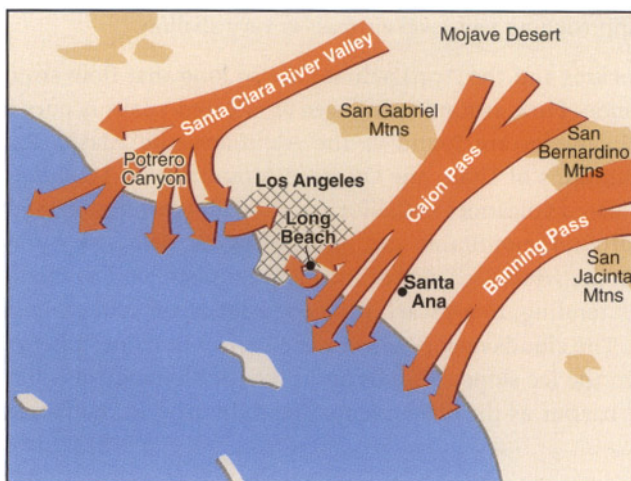 Mojave Desert
Santa Clara River Valley
San Gabriel
Mtns
San
Bernardino
Mtns
Potrero
Canyon
Los Angeles
Cajon Pass
Long
Beach
Banning Pass
Santa
Ana
San
Jacinta
Mtns